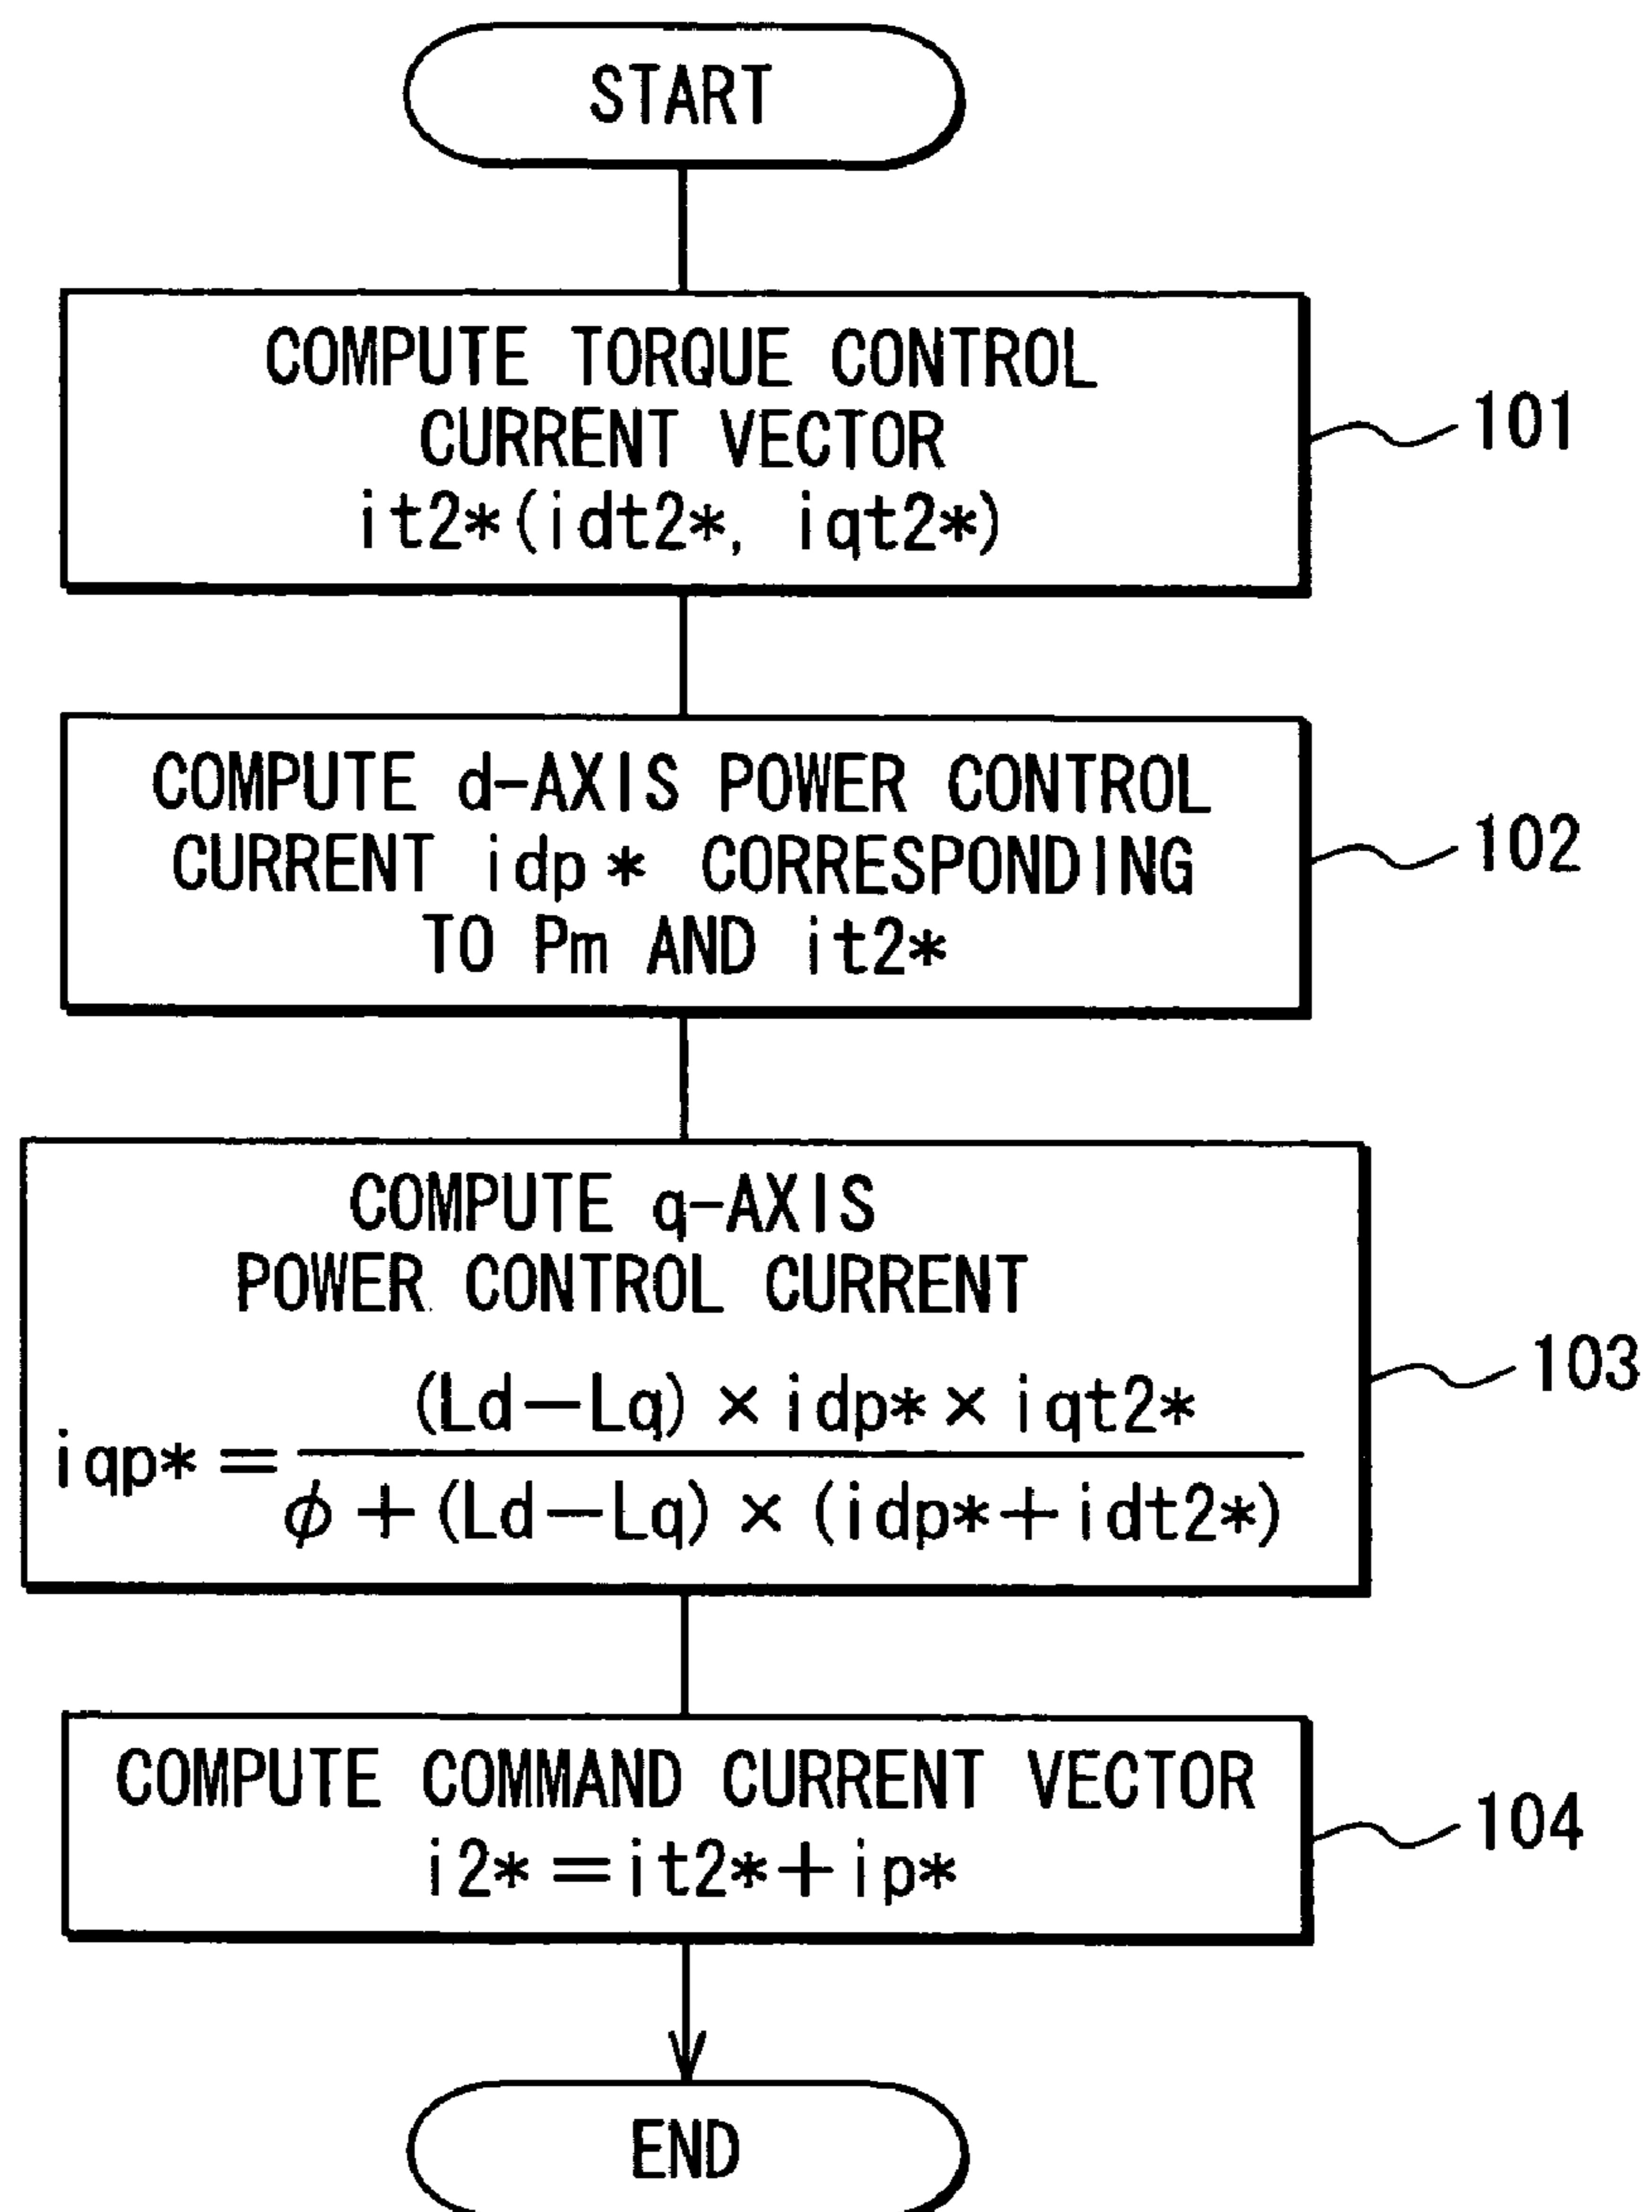 START
COMPUTE TORQUE CONTROL
CURRENT VECTOR
it2*(idt2*, iqt2*)
101
COMPUTE d-AXIS POWER CONTROL
CURRENT idp* CORRESPONDING
TO Pm AND it2*
102
COMPUTE q-AXIS
POWER CONTROL CURRENT
(Ld-Lq) × idp* × iqt2*
iqp* =
ϕ + (Ld-Lq) × (idp*+idt2*)
103
COMPUTE COMMAND CURRENT VECTOR
i2*=it2*+ip*
104
END